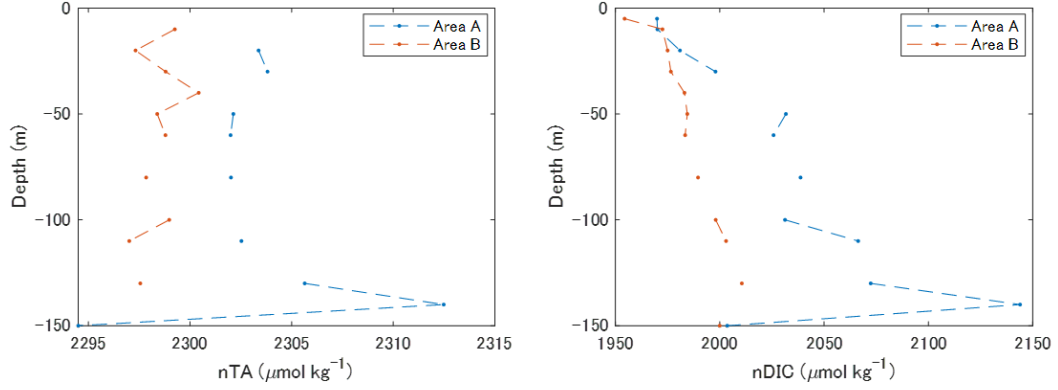 0
-50
-100
-150
Depth (m)
2295 2300 2305 2310 2315
nTA (μmol kg⁻¹)
Area A
Area B
0
-50
-100
-150
Depth (m)
1950 2000 2050 2100 2150
nDIC (μmol kg⁻¹)
Area A
Area B